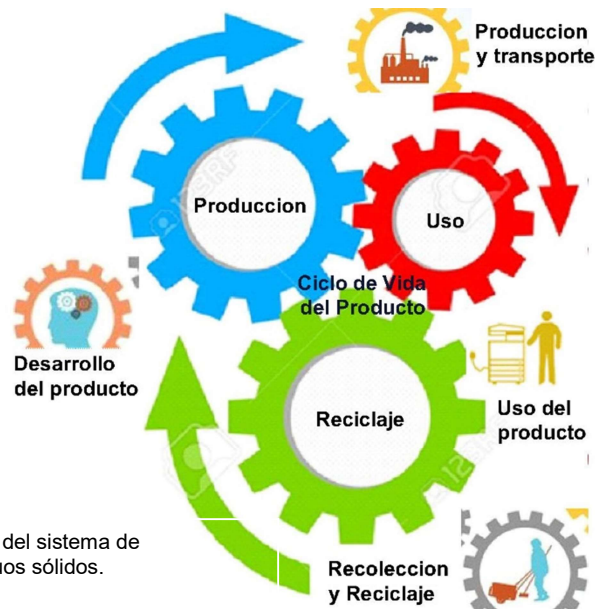 Produccion
y transporte
Produccion
Uso
Ciclo de Vida
del Producto
Desarrollo
del producto
Reciclaje
Uso del
producto
del sistema de
os sólidos.
Recoleccion
y Reciclaje